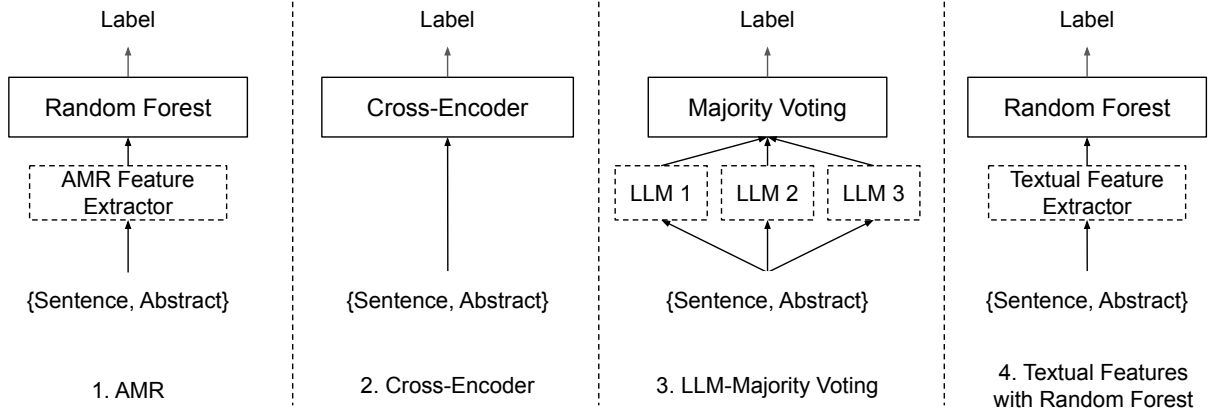 Label
Random Forest
AMR Feature
Extractor
{Sentence, Abstract}
1. AMR
Label
Cross-Encoder
{Sentence, Abstract}
2. Cross-Encoder
Label
Majority Voting
LLM 1
LLM 2
LLM 3
{Sentence, Abstract}
3. LLM-Majority Voting
Label
Random Forest
Textual Feature
Extractor
{Sentence, Abstract}
4. Textual Features
with Random Forest